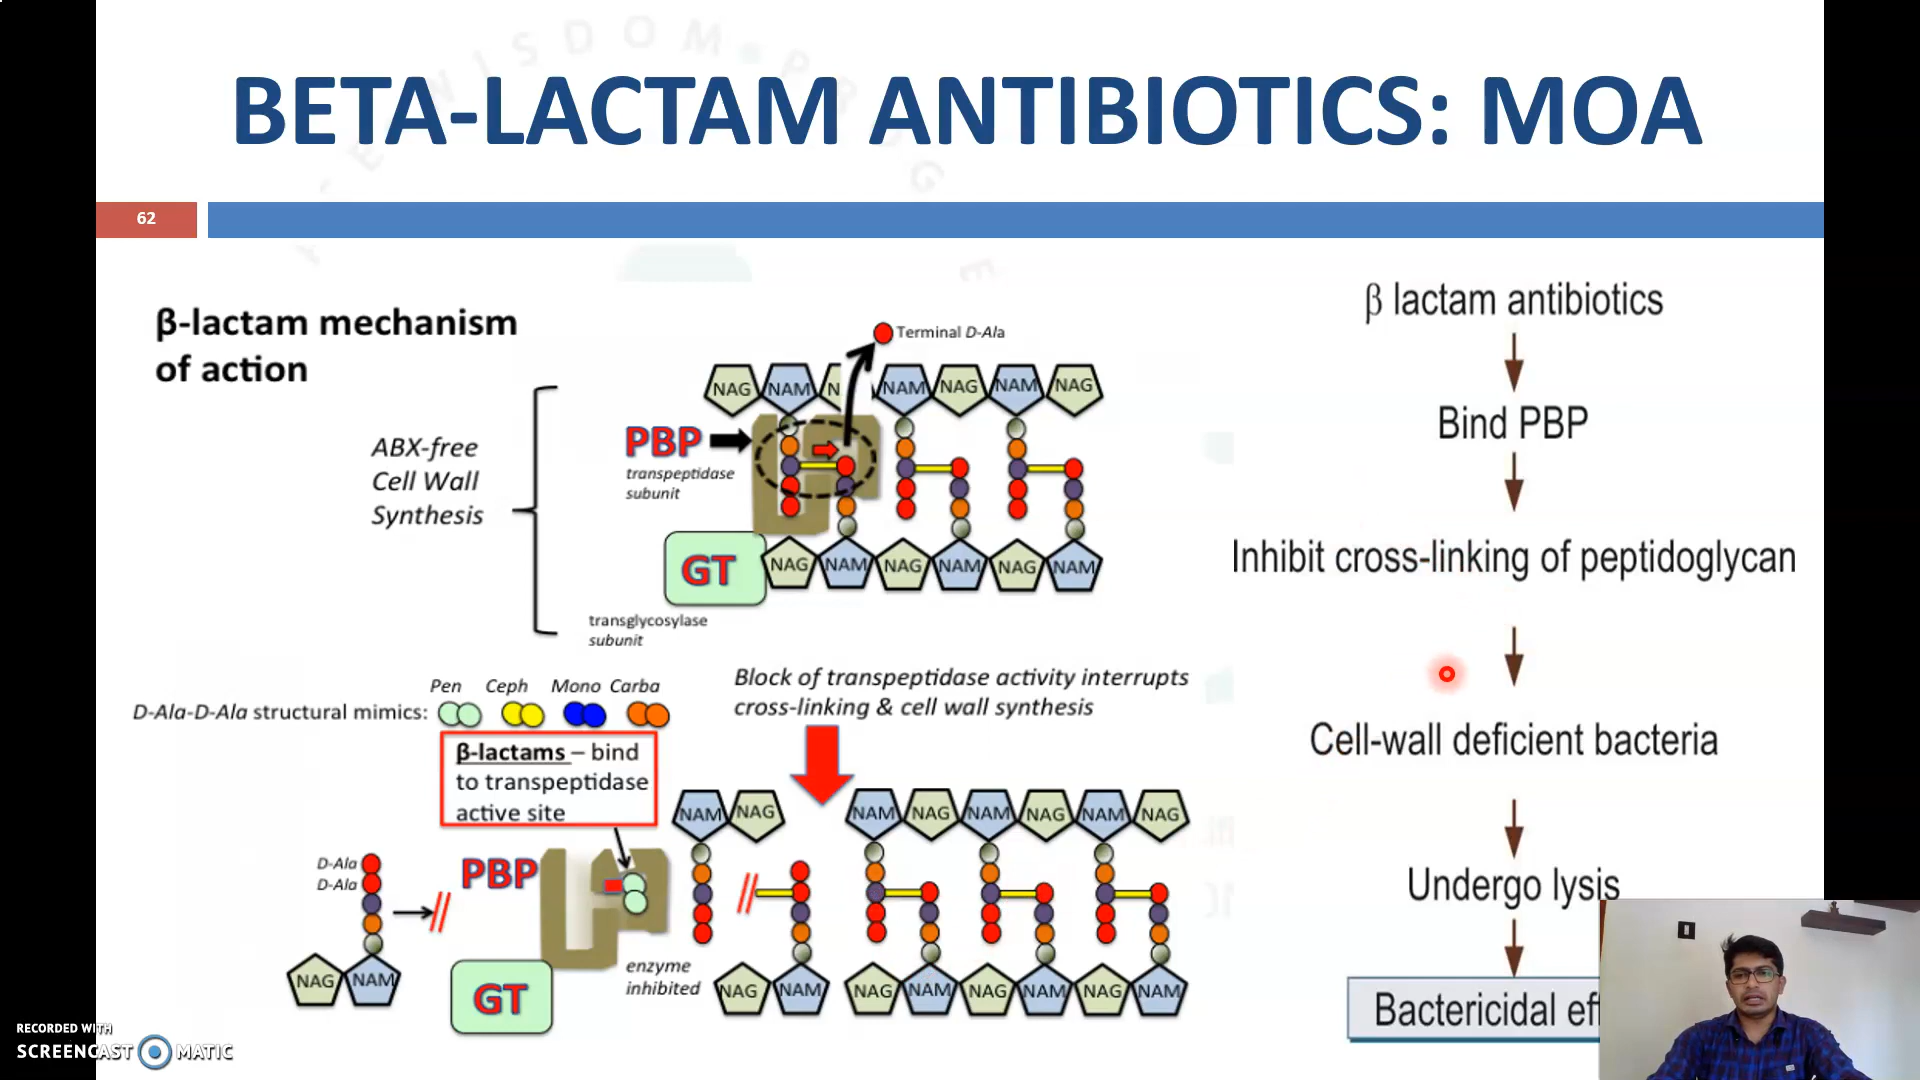 BETA-LACTAM ANTIBIOTICS: MOA
62
β-lactam mechanism
of action
Terminal D-Ala
NAG NAM N NAM NAG NAM NAG
ABX-free
Cell Wall
Synthesis
PBP
transpeptidase
subunit
GT
NAG NAM NAG NAM NAG NAM
transglycosylase
subunit
Pen Ceph Mono Carba
D-Ala-D-Ala structural mimics:
β-lactams – bind
to transpeptidase
active site
Block of transpeptidase activity interrupts
cross-linking & cell wall synthesis
NAM NAG NAM NAG NAM NAG NAM NAG
D-Ala
D-Ala
PBP
enzyme
inhibited
NAG NAM
GT
NAG NAM NAG NAM NAG NAM NAG NAM
β lactam antibiotics
Bind PBP
Inhibit cross-linking of peptidoglycan
Cell-wall deficient bacteria
Undergo lysis
Bactericidal ef
RECORDED WITH
SCREENCAST MATIC